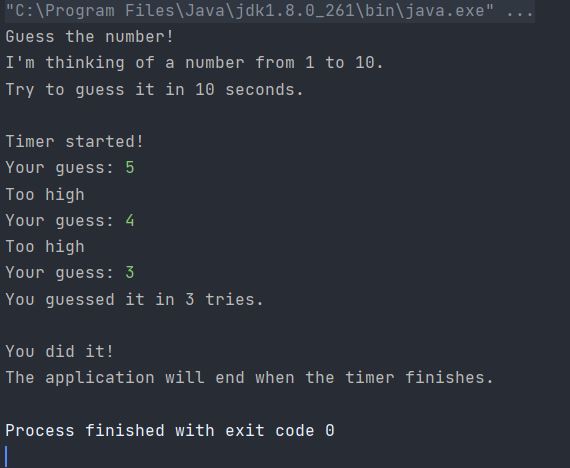 "C:\Program Files\Java\jdk1.8.0_261\bin\java.exe" ...
Guess the number!
I'm thinking of a number from 1 to 10.
Try to guess it in 10 seconds.
Timer started!
Your guess: 5
Too high
Your guess: 4
Too high
Your guess: 3
You guessed it in 3 tries.
You did it!
The application will end when the timer finishes.
Process finished with exit code 0